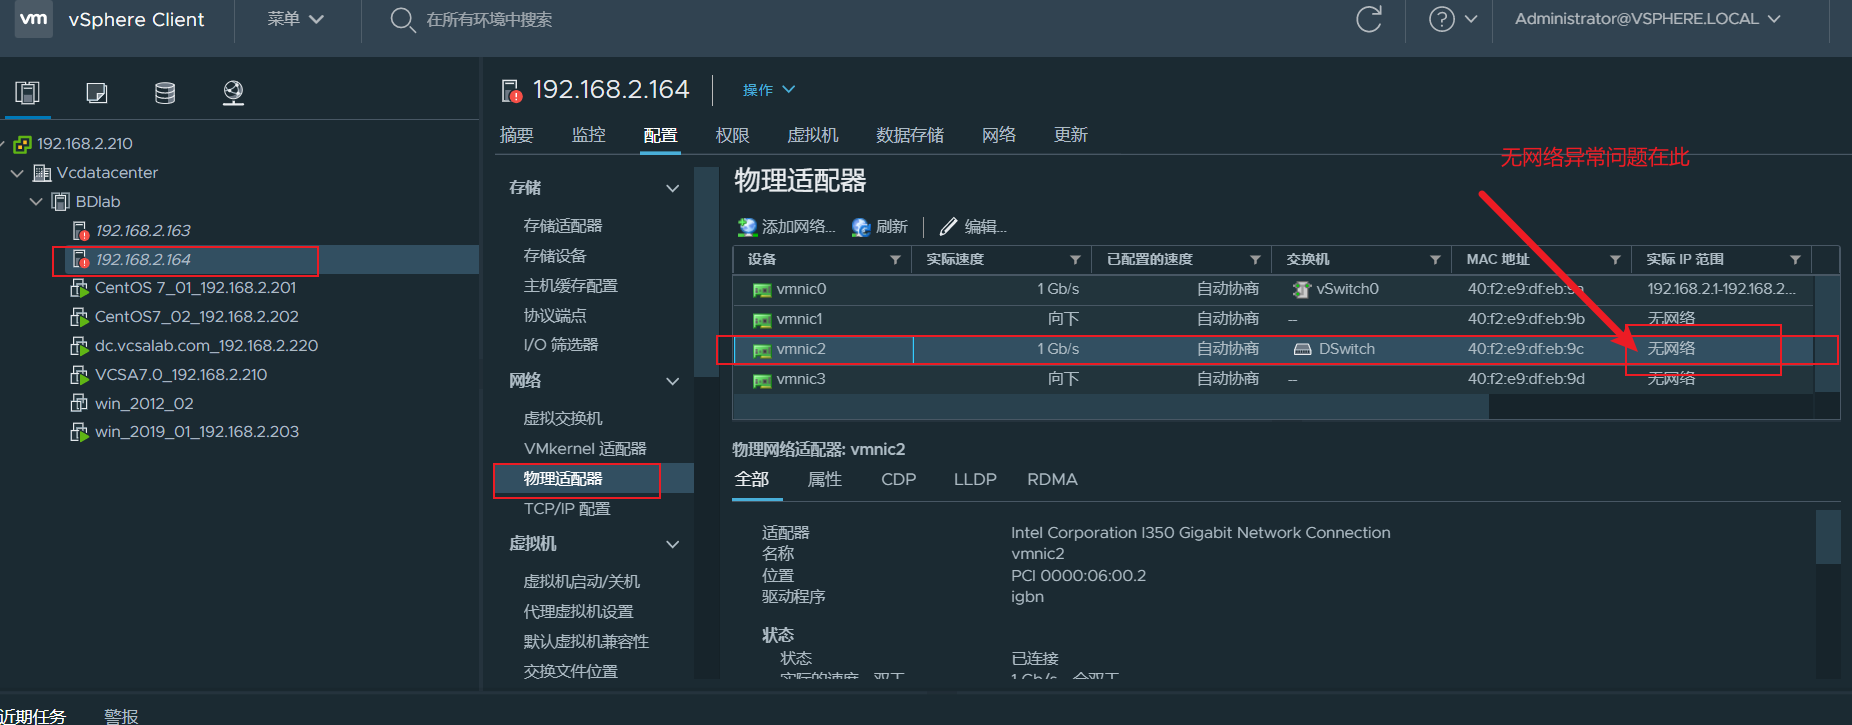 vm vSphere Client 菜单 在所有环境中搜索 Administrator@VSPHERE.LOCAL
192.168.2.210
Vcdatacenter
BDlab
192.168.2.163
192.168.2.164
CentOS 7_01_192.168.2.201
CentOS7_02_192.168.2.202
dc.vcsalab.com_192.168.2.220
VCSA7.0_192.168.2.210
win_2012_02
win_2019_01_192.168.2.203
192.168.2.164 操作
摘要 监控 配置 权限 虚拟机 数据存储 网络 更新
存储
存储适配器
存储设备
主机缓存配置
协议端点
I/O 筛选器
网络
虚拟交换机
VMkernel 适配器
物理适配器
TCP/IP 配置
虚拟机
虚拟机启动/关机
代理虚拟机设置
默认虚拟机兼容性
交换文件位置
无网络异常问题在此
物理适配器
添加网络... 刷新 编辑...
设备 实际速度 已配置的速度 交换机 MAC 地址 实际 IP 范围
vmnic0 1 Gb/s 自动协商 vSwitch0 40:f2:e9:df:eb:9a 192.168.2.1-192.168.2...
vmnic1 向下 自动协商 -- 40:f2:e9:df:eb:9b 无网络
vmnic2 1 Gb/s 自动协商 DSwitch 40:f2:e9:df:eb:9c 无网络
vmnic3 向下 自动协商 -- 40:f2:e9:df:eb:9d 无网络
物理网络适配器: vmnic2
全部 属性 CDP LLDP RDMA
适配器 Intel Corporation I350 Gigabit Network Connection
名称 vmnic2
位置 PCI 0000:06:00.2
驱动程序 igbn
状态
状态 已连接
实际的速度，双工 1 Gb/s，全双工
近期任务 警报